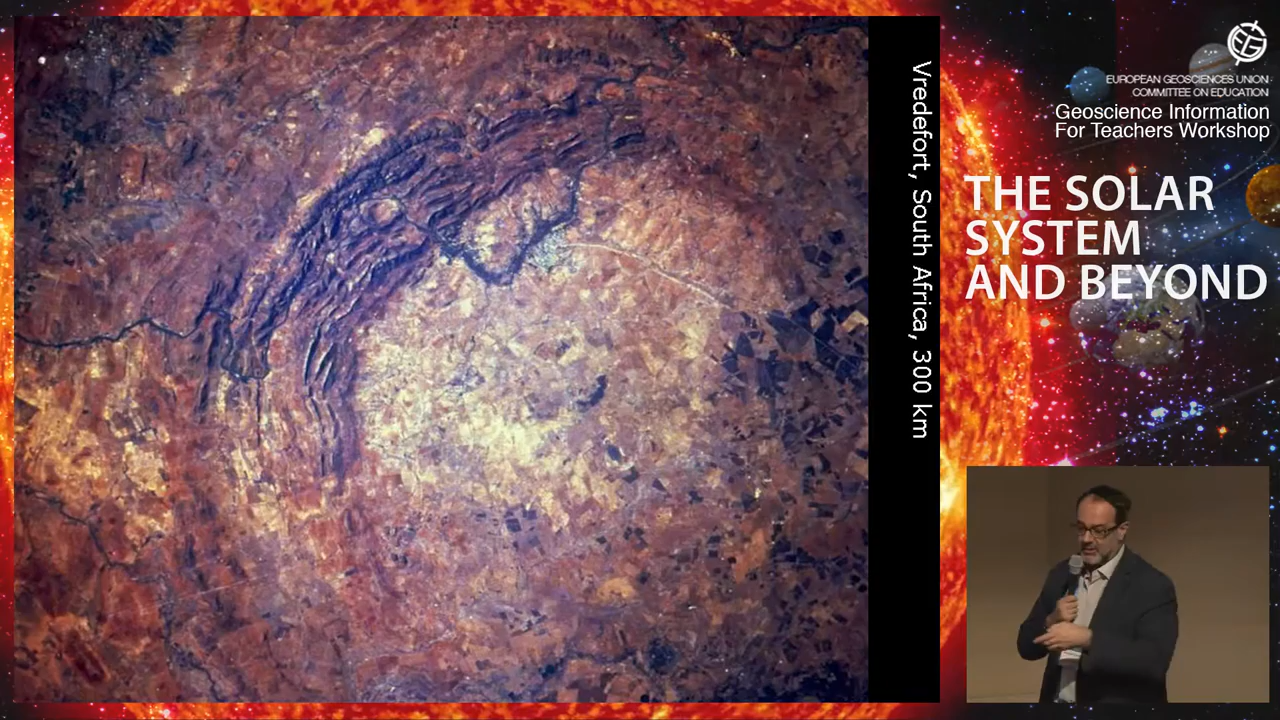 Vredefort, South Africa, 300 km
EUROPEAN GEOSCIENCES UNION
COMMITTEE ON EDUCATION
Geoscience Information
For Teachers Workshop
THE SOLAR
SYSTEM
AND BEYOND